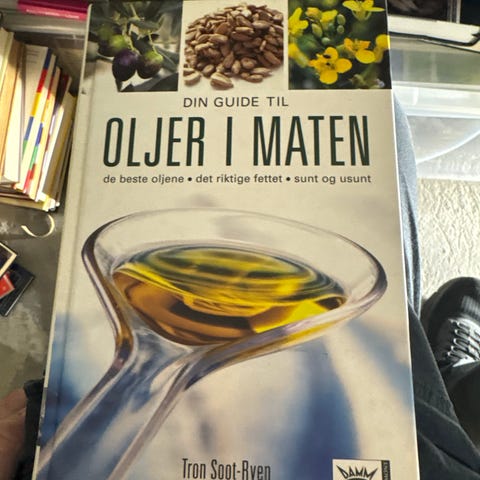 DIN GUIDE TIL
OLJER I MATEN
de beste oljene • det riktige fettet • sunt og usunt
Tron Soot-Ryen
DAMM